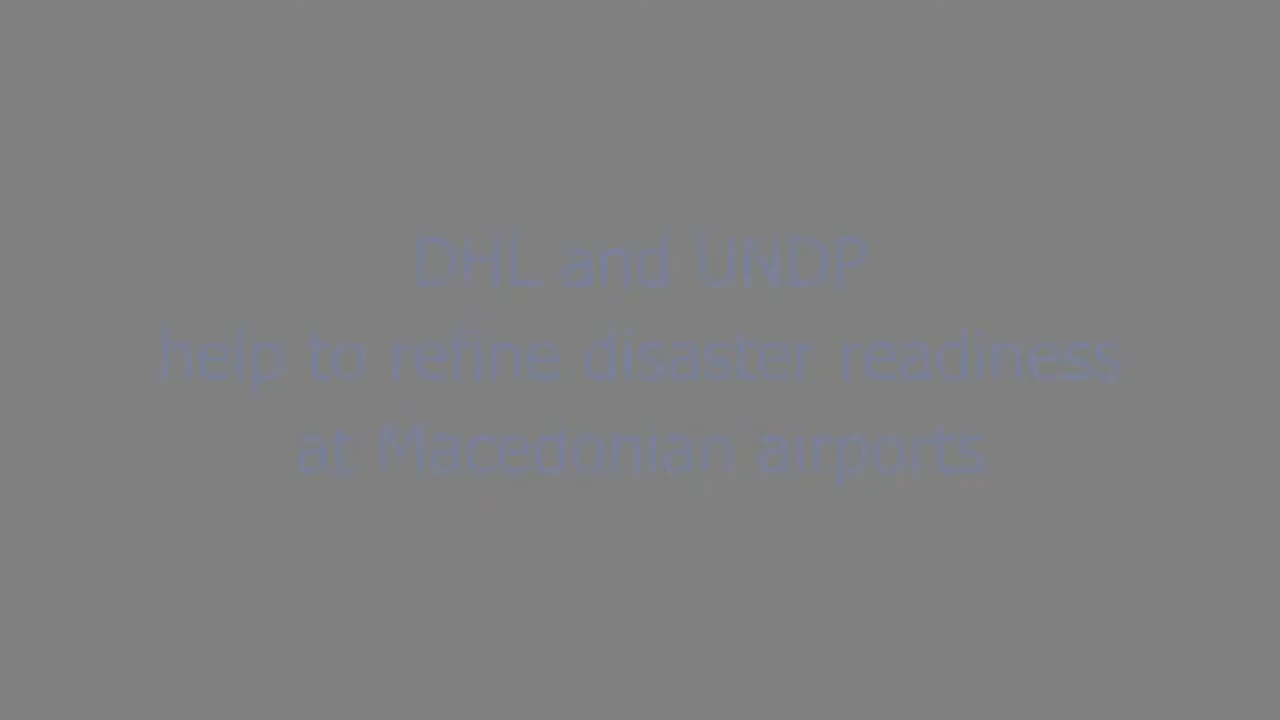 DHL and UNDP
help to refine disaster readiness
at Macedonian airports